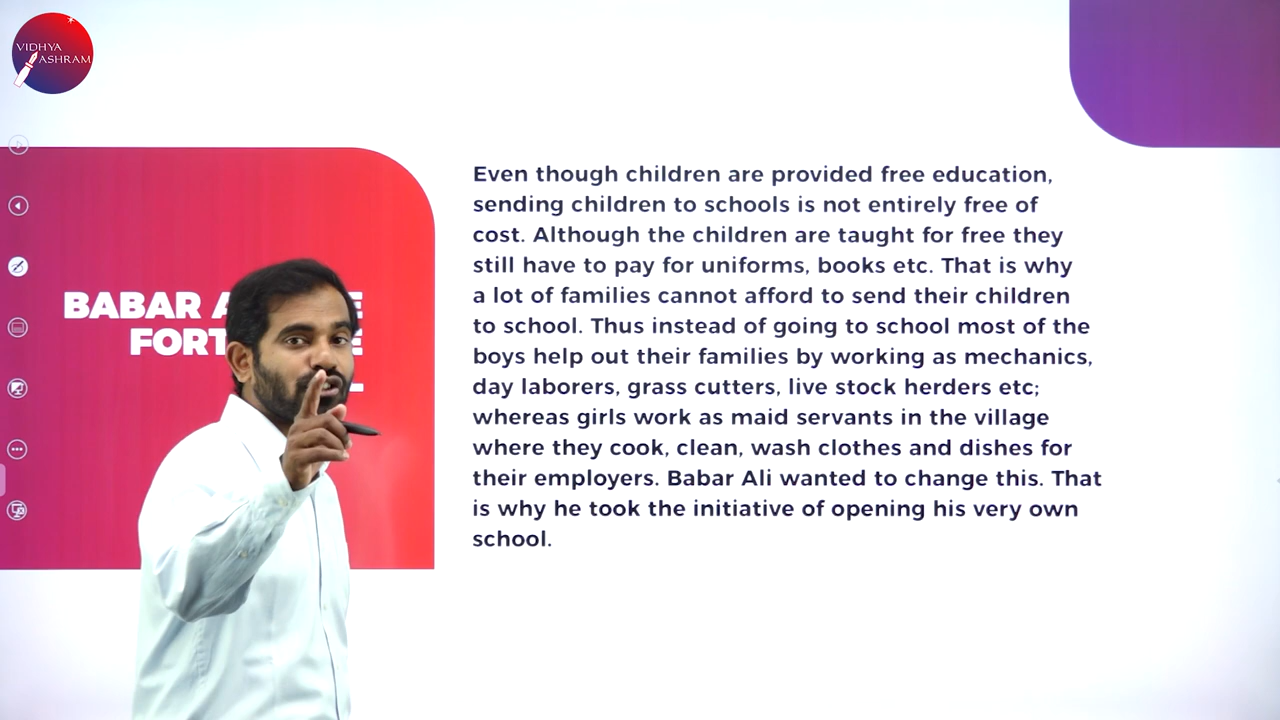 VIDHYA
ASHRAM
BABAR
Even though children are provided free education,
sending children to schools is not entirely free of
cost. Although the children are taught for free they
still have to pay for uniforms, books etc. That is why
a lot of families cannot afford to send their children
to school. Thus instead of going to school most of the
boys help out their families by working as mechanics,
day laborers, grass cutters, live stock herders etc;
whereas girls work as maid servants in the village
where they cook, clean, wash clothes and dishes for
their employers. Babar Ali wanted to change this. That
is why he took the initiative of opening his very own
school.